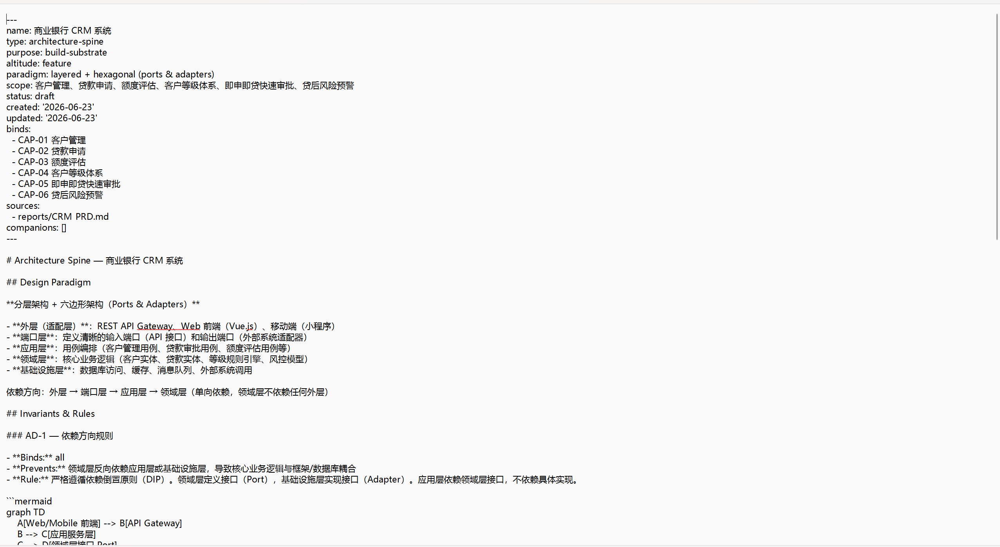 ---
name: 商业银行 CRM 系统
type: architecture-spine
purpose: build-substrate
altitude: feature
paradigm: layered + hexagonal (ports & adapters)
scope: 客户管理、贷款申请、额度评估、客户等级体系、即申即贷快速审批、贷后风险预警
status: draft
created: '2026-06-23'
updated: '2026-06-23'
binds:
  - CAP-01 客户管理
  - CAP-02 贷款申请
  - CAP-03 额度评估
  - CAP-04 客户等级体系
  - CAP-05 即申即贷快速审批
  - CAP-06 贷后风险预警
sources:
  - reports/CRM PRD.md
companions: []
---

# Architecture Spine — 商业银行 CRM 系统

## Design Paradigm

**分层架构 + 六边形架构（Ports & Adapters）**

- **外层（适配层）**：REST API Gateway、Web 前端（Vue.js）、移动端（小程序）
- **端口层**：定义清晰的输入端口（API 接口）和输出端口（外部系统适配器）
- **应用层**：用例编排（客户管理用例、贷款审批用例、额度评估用例等）
- **领域层**：核心业务逻辑（客户实体、贷款实体、等级规则引擎、风控模型）
- **基础设施层**：数据库访问、缓存、消息队列、外部系统调用

依赖方向：外层 → 端口层 → 应用层 → 领域层（单向依赖，领域层不依赖任何外层）

## Invariants & Rules

### AD-1 — 依赖方向规则

- **Binds:** all
- **Prevents:** 领域层反向依赖应用层或基础设施层，导致核心业务逻辑与框架/数据库耦合
- **Rule:** 严格遵循依赖倒置原则（DIP）。领域层定义接口（Port），基础设施层实现接口（Adapter）。应用层依赖领域层接口，不依赖具体实现。

```mermaid
graph TD
    A[Web/Mobile 前端] --> B[API Gateway]
    B --> C[应用服务层]
    C --> D[领域层接口 Port]